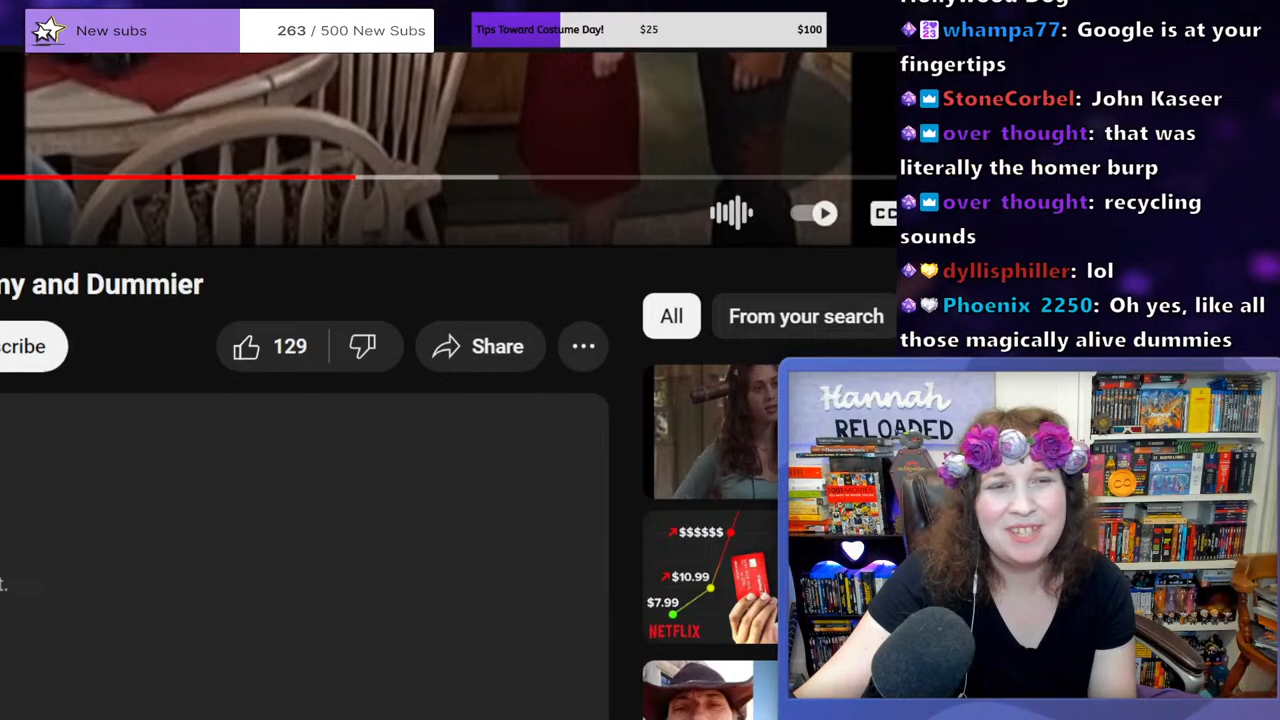 New subs
263 / 500 New Subs
Tips Toward Costume Day!
$25
$100
whampa77: Google is at your
fingertips
StoneCorbel: John Kaseer
over thought: that was
literally the homer burp
over thought: recycling
sounds
dyllisphiller: lol
Phoenix 2250: Oh yes, like all
those magically alive dummies
CC
my and Dummier
cribe
129
Share
All
From your search
$$$$$$
$10.99
$7.99
NETFLIX
Hannah
RELOADED
t.